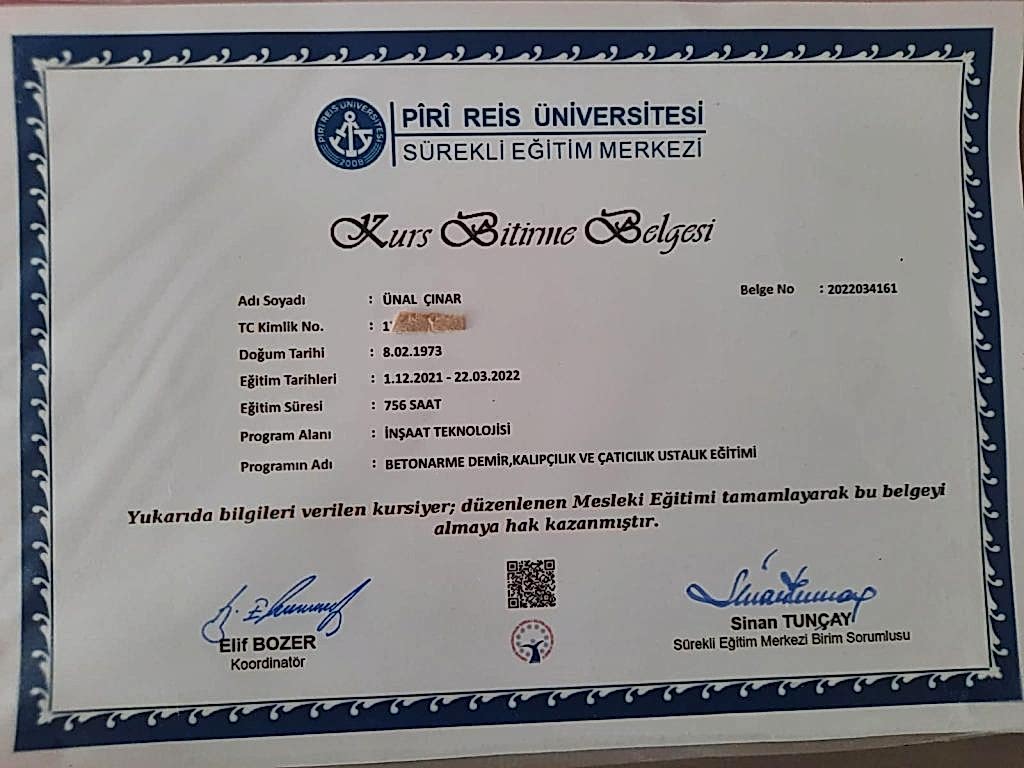 PİRİ REİS ÜNİVERSİTESİ
2008
PÎRÎ REİS ÜNİVERSİTESİ
SÜREKLİ EĞİTİM MERKEZİ
Kurs Bitirme Belgesi
Belge No : 2022034161
Adı Soyadı : ÜNAL ÇINAR
TC Kimlik No. : 1
Doğum Tarihi : 8.02.1973
Eğitim Tarihleri : 1.12.2021 - 22.03.2022
Eğitim Süresi : 756 SAAT
Program Alanı : İNŞAAT TEKNOLOJİSİ
Programın Adı : BETONARME DEMİR,KALIPÇILIK VE ÇATICILIK USTALIK EĞİTİMİ
Yukarıda bilgileri verilen kursiyer; düzenlenen Mesleki Eğitimi tamamlayarak bu belgeyi
almaya hak kazanmıştır.
Elif BOZER
Koordinatör
Sinan TUNÇAY
Sürekli Eğitim Merkezi Birim Sorumlusu